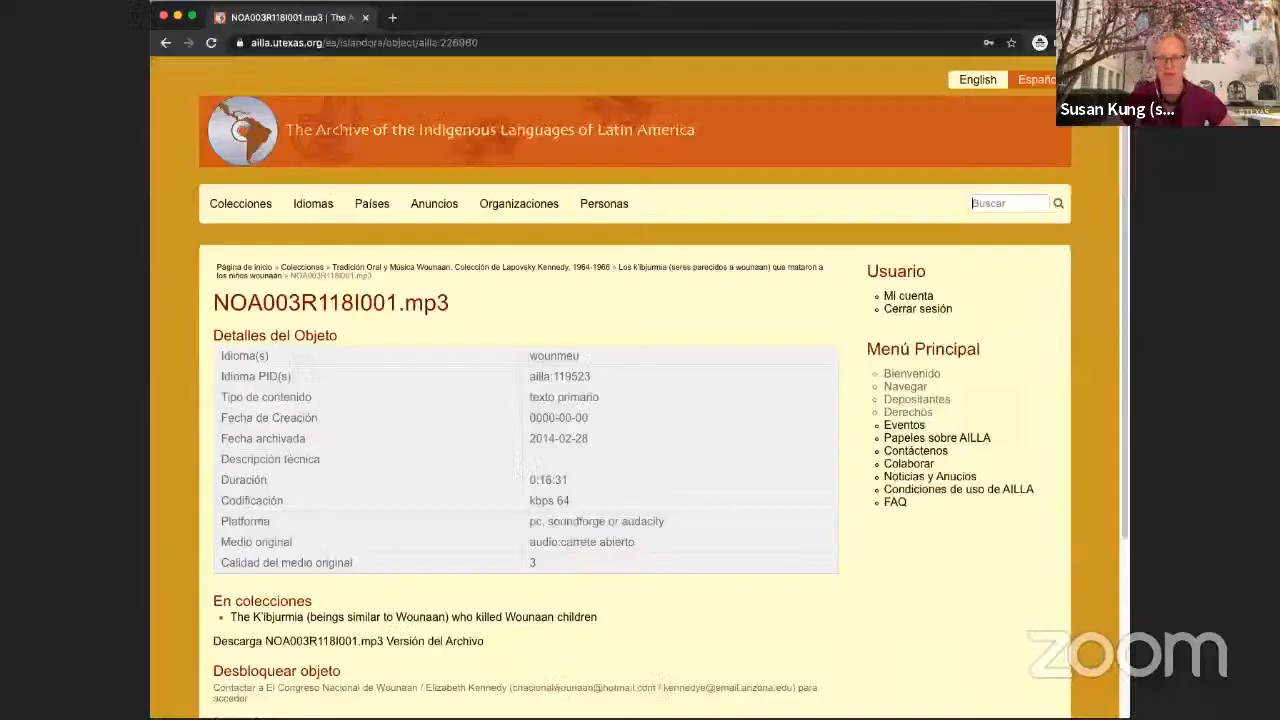 NOA003R118I001.mp3 | The A
ailla.utexas.org/es/islandora/object/ailla:226960
English
Españo
Susan Kung (s...
TEXAS
The Archive of the Indigenous Languages of Latin America
Colecciones Idiomas Países Anuncios Organizaciones Personas
Buscar
Página de inicio » Colecciones » Tradición Oral y Música Wounaan, Colección de Lapovsky Kennedy, 1964-1966 » Los k'ibjurmia (seres parecidos a wounaan) que mataron a
los niños wounaan » NOA003R118I001.mp3
NOA003R118I001.mp3
Detalles del Objeto
Idioma(s) wounmeu
Idioma PID(s) ailla:119523
Tipo de contenido texto primario
Fecha de Creación 0000-00-00
Fecha archivada 2014-02-28
Descripción técnica
Duración 0:16:31
Codificación kbps 64
Plataforma pc, soundforge or audacity
Medio original audio:carrete abierto
Calidad del medio original 3
En colecciones
The K'ibjurmia (beings similar to Wounaan) who killed Wounaan children
Descarga NOA003R118I001.mp3 Versión del Archivo
Desbloquear objeto
Contactar a El Congreso Nacional de Wounaan / Elizabeth Kennedy (cnacionalwounaan@hotmail.com / kennedye@email.arizona.edu) para
acceder
Usuario
Mi cuenta
Cerrar sesión
Menú Principal
Bienvenido
Navegar
Depositantes
Derechos
Eventos
Papeles sobre AILLA
Contáctenos
Colaborar
Noticias y Anucios
Condiciones de uso de AILLA
FAQ
zoom